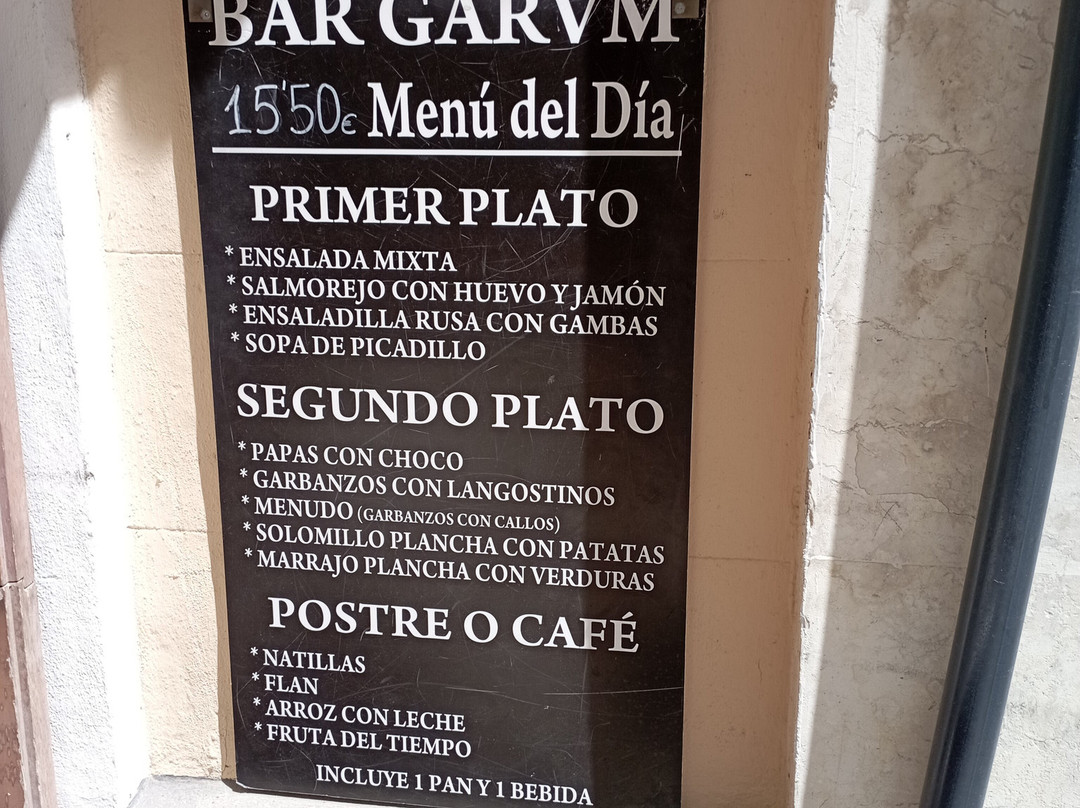 BAR GARVM
15'50€ Menú del Día
PRIMER PLATO
* ENSALADA MIXTA
* SALMOREJO CON HUEVO Y JAMÓN
* ENSALADILLA RUSA CON GAMBAS
* SOPA DE PICADILLO
SEGUNDO PLATO
* PAPAS CON CHOCO
* GARBANZOS CON LANGOSTINOS
* MENUDO (GARBANZOS CON CALLOS)
* SOLOMILLO PLANCHA CON PATATAS
* MARRAJO PLANCHA CON VERDURAS
POSTRE O CAFÉ
* NATILLAS
* FLAN
* ARROZ CON LECHE
* FRUTA DEL TIEMPO
INCLUYE 1 PAN Y 1 BEBIDA